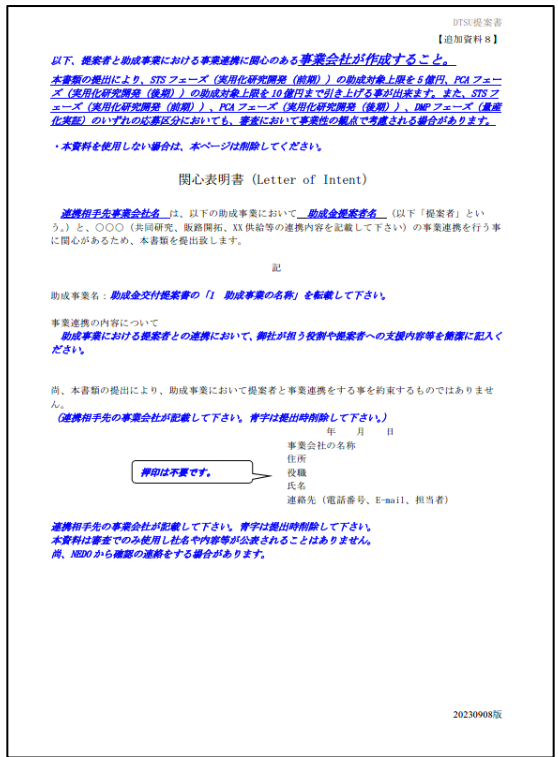 DTSU提案書
【追加資料８】
以下、提案者と助成事業における事業連携に関心のある事業会社が作成すること。
本書類の提出により、STSフェーズ（実用化研究開発（前期））の助成対象上限を5億円、PCAフェー
ズ（実用化研究開発（後期））の助成対象上限を10億円まで引き上げる事が出来ます。また、STSフ
ェーズ（実用化研究開発（前期））、PCAフェーズ（実用化研究開発（後期））、DMPフェーズ（量産
化実証）のいずれの応募区分においても、審査において事業性の観点で考慮される場合があります。
・本資料を使用しない場合は、本ページは削除してください。
関心表明書（Letter of Intent）
連携相手先事業会社名 は、以下の助成事業において 助成金提案者名 （以下「提案者」とい
う。）と、○○○（共同研究、販路開拓、XX供給等の連携内容を記載して下さい）の事業連携を行う事
に関心があるため、本書類を提出致します。
記
助成事業名：助成金交付提案書の「1 助成事業の名称」を転載して下さい。
事業連携の内容について
助成事業における提案者との連携において、御社が担う役割や提案者への支援内容等を簡潔に記入く
ださい。
尚、本書類の提出により、助成事業において提案者と事業連携をする事を約束するものではありませ
ん。
（連携相手先の事業会社が記載して下さい。青字は提出時削除して下さい。）
年 月 日
事業会社の名称
住所
押印は不要です。
役職
氏名
連絡先（電話番号、E-mail、担当者）
連携相手先の事業会社が記載して下さい。青字は提出時削除して下さい。
本資料は審査でのみ使用し社名や内容等が公表されることはありません。
尚、NEDOから確認の連絡をする場合があります。
20230908版